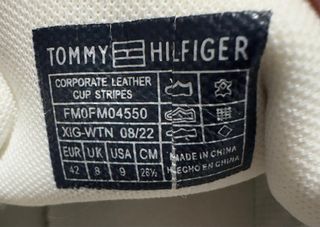 TOMMY HILFIGER
CORPORATE LEATHER
CUP STRIPES
FM0FM04550
XIG-WTN 08/22
EUR UK USA CM
42 8 9 28½
MADE IN CHINA
HECHO EN CHINA